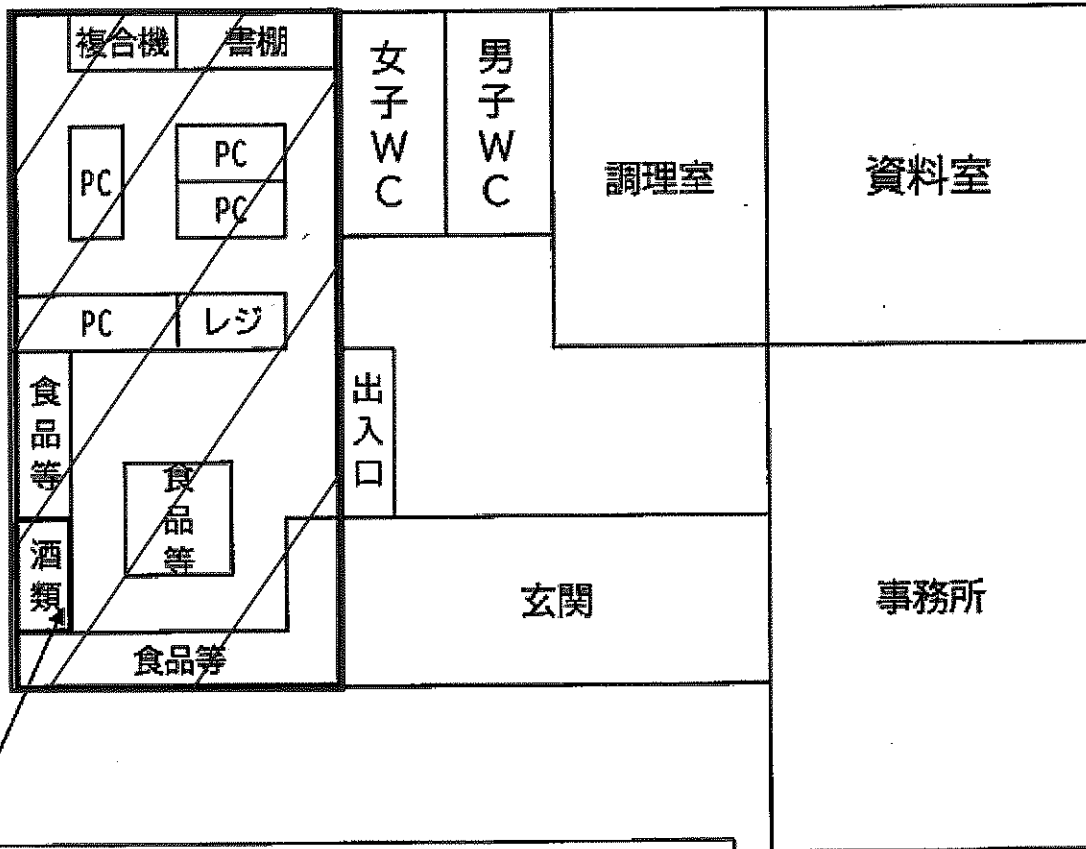 複合機
書棚
女子WC
男子WC
調理室
資料室
PC
PC
PC
PC
レジ
食品等
出入口
食品等
酒類
玄関
事務所
食品等